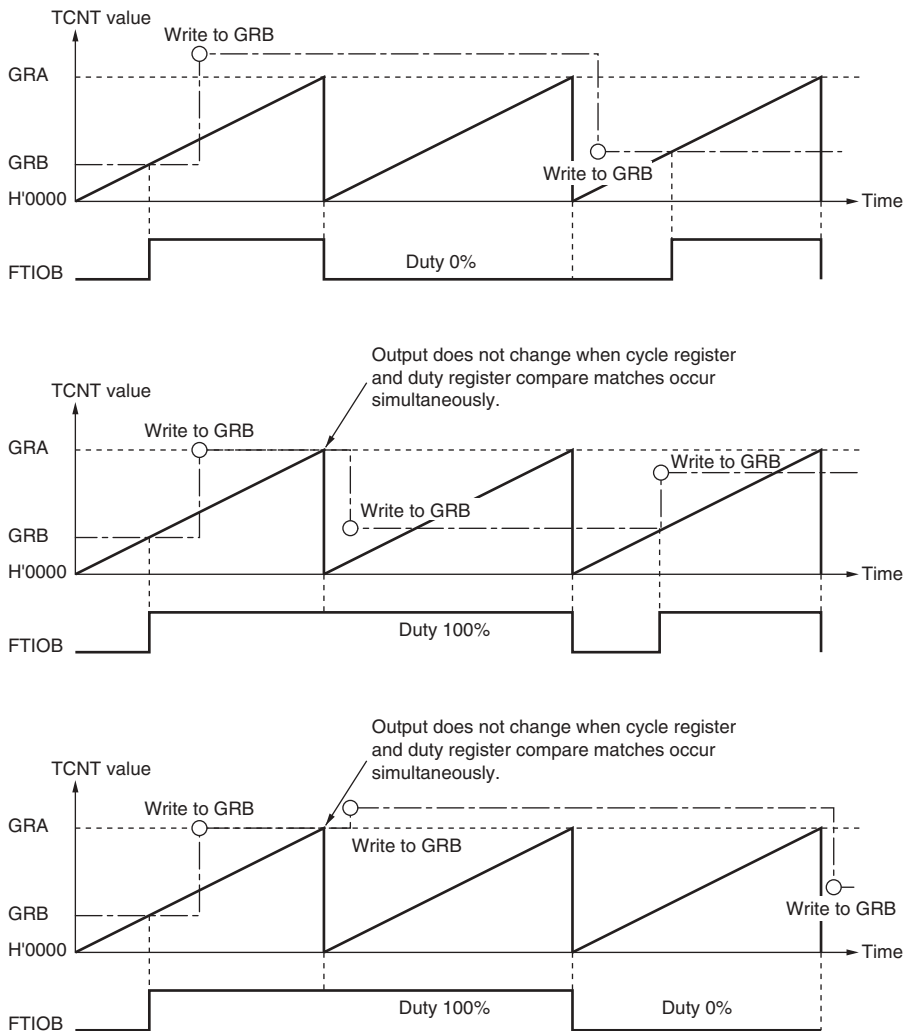 TCNT value
Write to GRB
GRA
GRB
Write to GRB
H'0000
Time
Duty 0%
FTIOB
Output does not change when cycle register
and duty register compare matches occur
simultaneously.
TCNT value
Write to GRB
GRA
Write to GRB
Write to GRB
GRB
H'0000
Time
Duty 100%
FTIOB
Output does not change when cycle register
and duty register compare matches occur
simultaneously.
TCNT value
Write to GRB
GRA
Write to GRB
GRB
Write to GRB
H'0000
Time
Duty 100%
Duty 0%
FTIOB